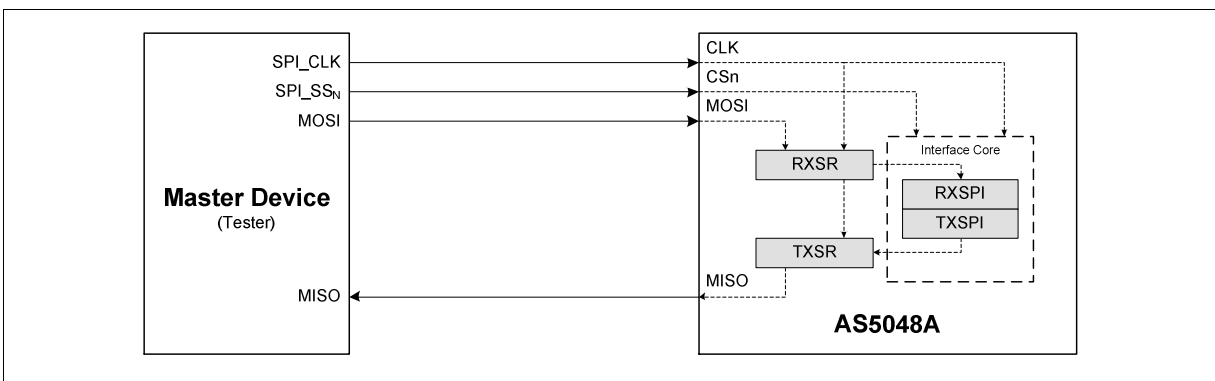 SPI_CLK
SPI_SSN
MOSI
Master Device
(Tester)
MISO
CLK
CSn
MOSI
RXSR
Interface Core
RXSPI
TXSPI
TXSR
MISO
AS5048A